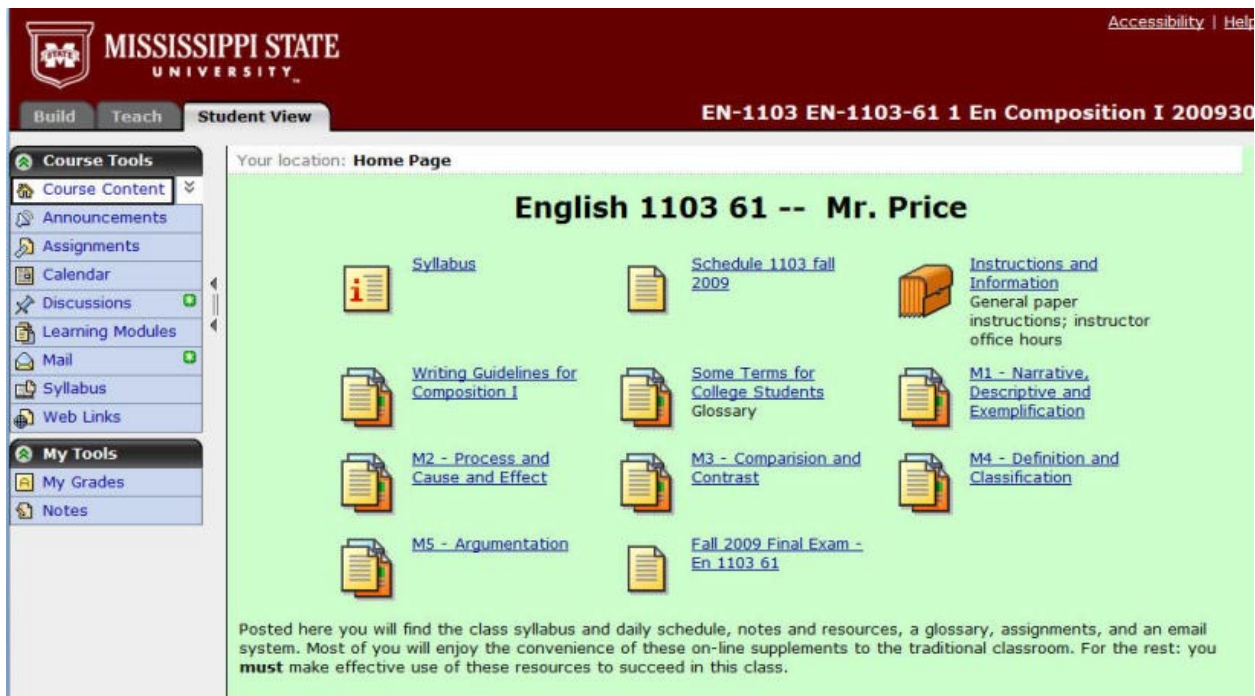 Accessibility | Help
STATE
MISSISSIPPI STATE
UNIVERSITY™
Build Teach Student View
EN-1103 EN-1103-61 1 En Composition I 200930
Course Tools
Course Content
Announcements
Assignments
Calendar
Discussions
Learning Modules
Mail
Syllabus
Web Links
My Tools
My Grades
Notes
Your location: Home Page
English 1103 61 -- Mr. Price
Syllabus
Schedule 1103 fall
2009
Instructions and
Information
General paper
instructions; instructor
office hours
Writing Guidelines for
Composition I
Some Terms for
College Students
Glossary
M1 - Narrative,
Descriptive and
Exemplification
M2 - Process and
Cause and Effect
M3 - Comparision and
Contrast
M4 - Definition and
Classification
M5 - Argumentation
Fall 2009 Final Exam -
En 1103 61
Posted here you will find the class syllabus and daily schedule, notes and resources, a glossary, assignments, and an email
system. Most of you will enjoy the convenience of these on-line supplements to the traditional classroom. For the rest: you
must make effective use of these resources to succeed in this class.